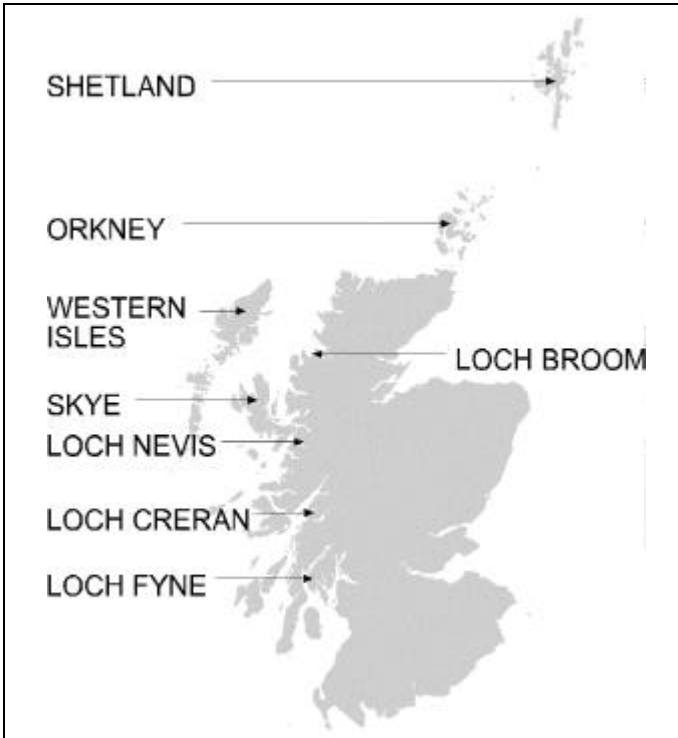 SHETLAND
ORKNEY
WESTERN
ISLES
LOCH BROOM
SKYE
LOCH NEVIS
LOCH CRERAN
LOCH FYNE